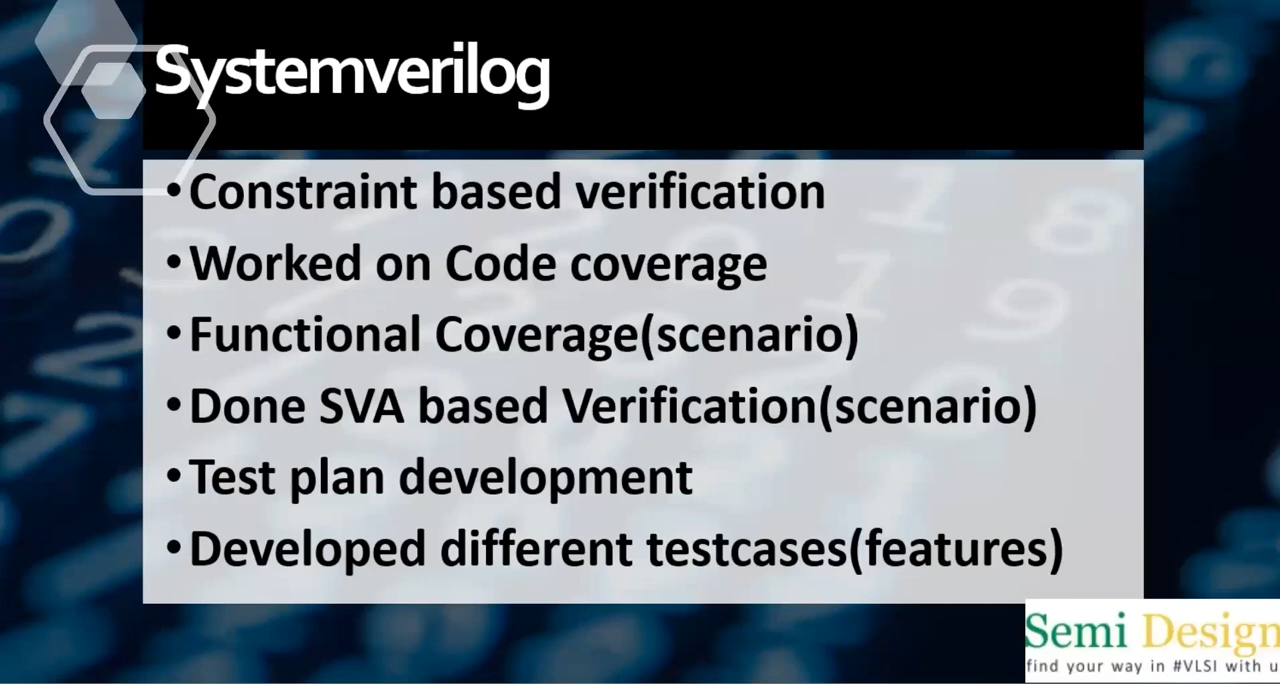 Systemverilog
•Constraint based verification
•Worked on Code coverage
•Functional Coverage(scenario)
•Done SVA based Verification(scenario)
•Test plan development
•Developed different testcases(features)
Semi Design
find your way in #VLSI with u